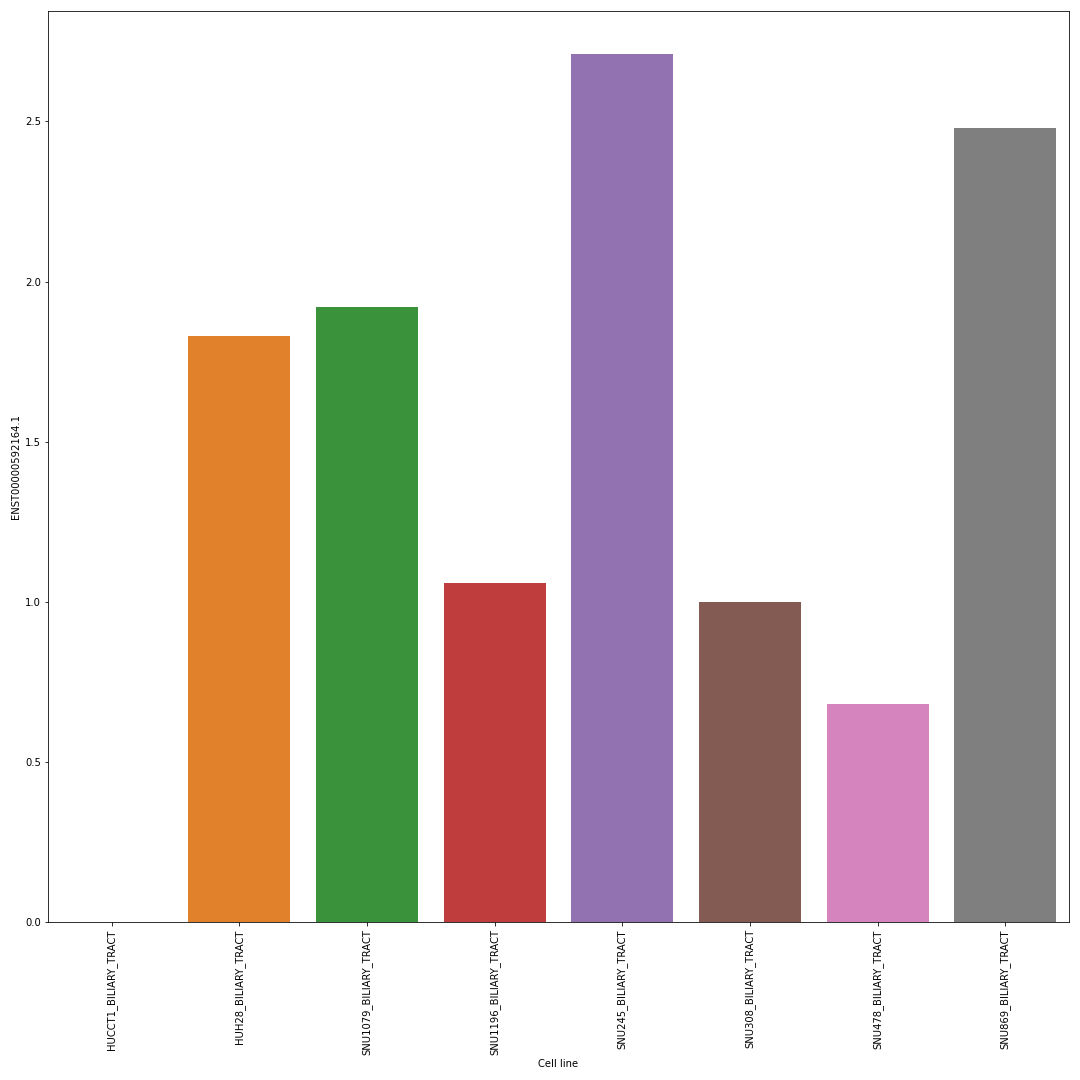 2.5
2.0
1.5
1.0
0.5
0.0
ENST00000592164.1
HUCCT1_BILIARY_TRACT
HUH28_BILIARY_TRACT
SNU1079_BILIARY_TRACT
SNU1196_BILIARY_TRACT
SNU245_BILIARY_TRACT
SNU308_BILIARY_TRACT
SNU478_BILIARY_TRACT
SNU869_BILIARY_TRACT
Cell line